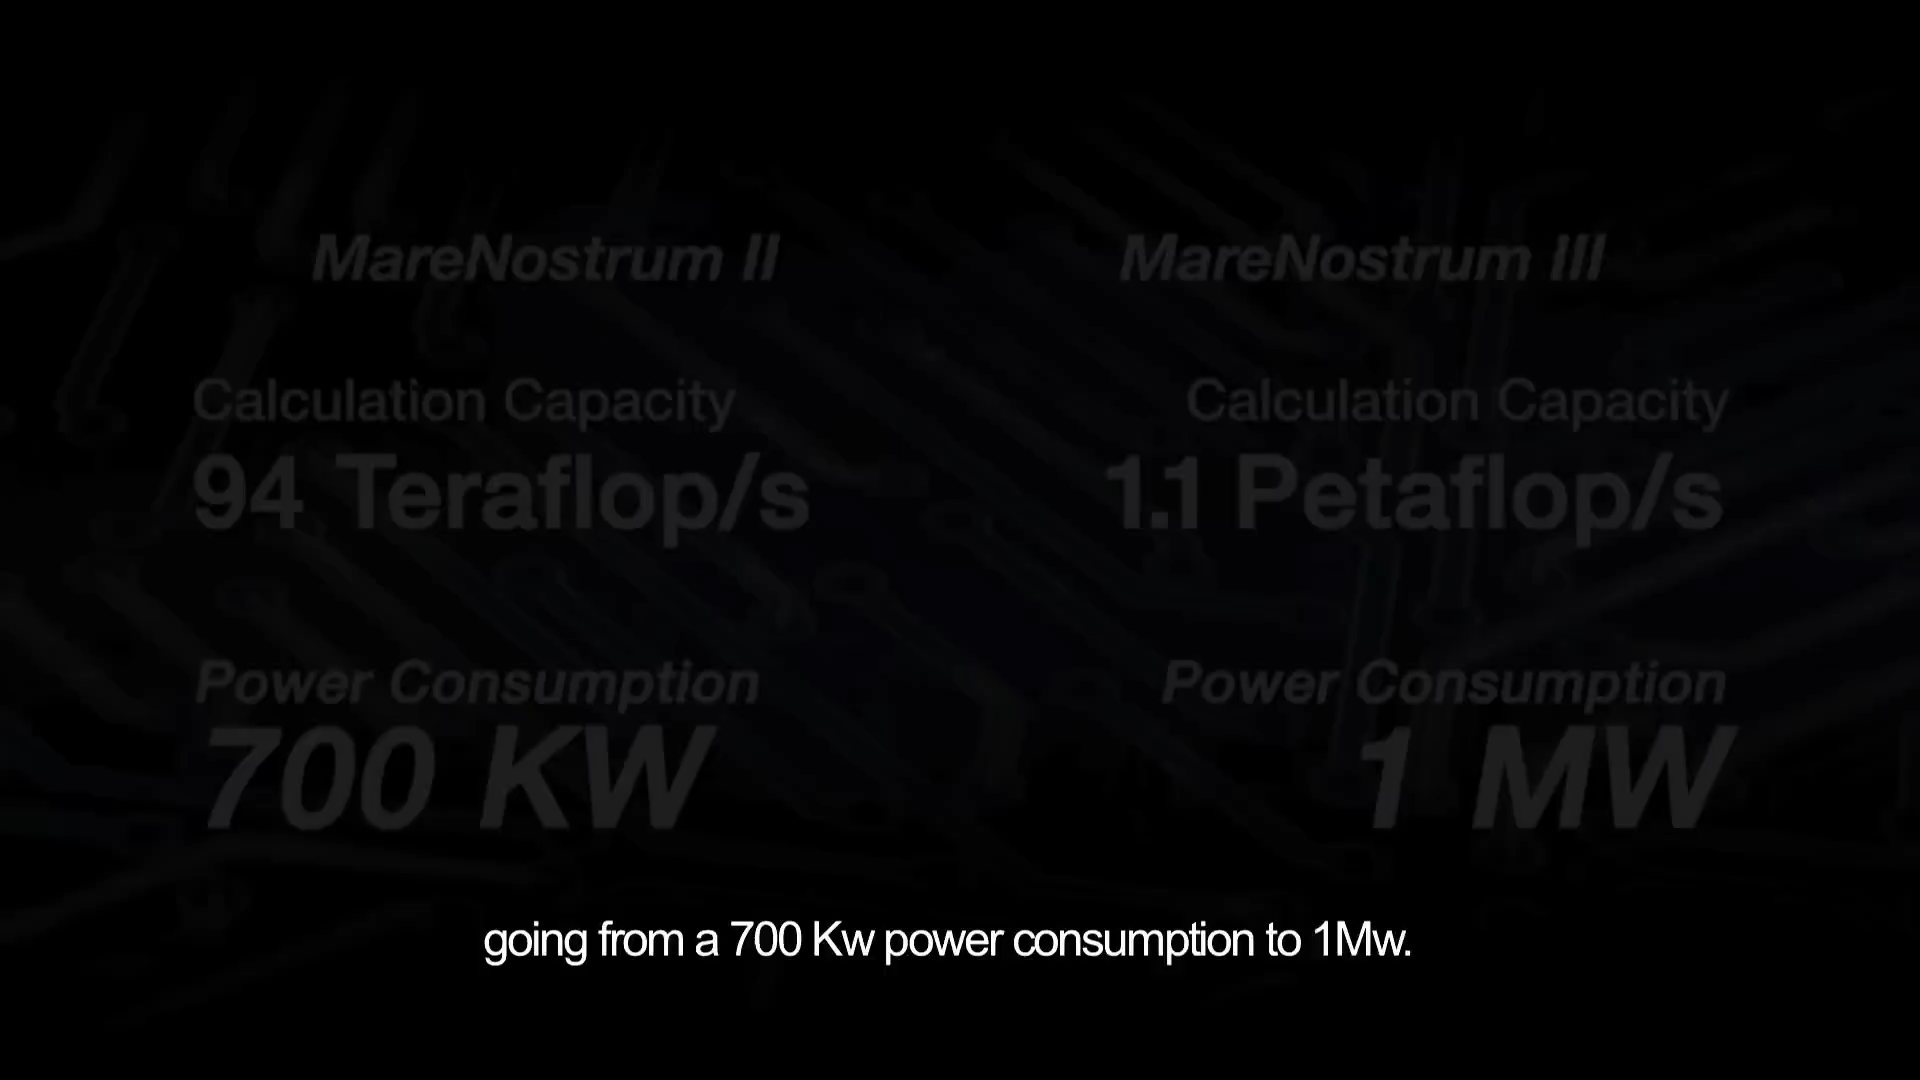 MareNostrum II
Calculation Capacity
94 Teraflop/s
Power Consumption
700 KW
MareNostrum III
Calculation Capacity
1.1 Petaflop/s
Power Consumption
1 MW
going from a 700 Kw power consumption to 1Mw.